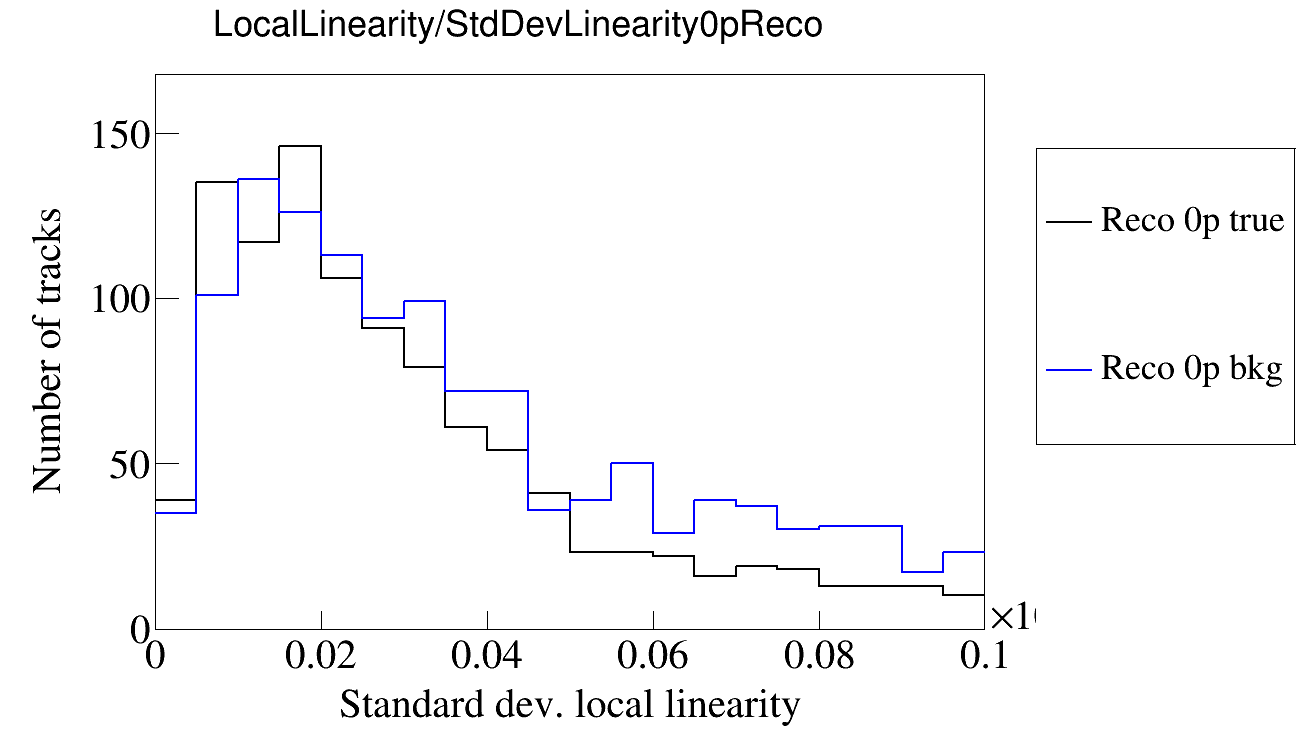 LocalLinearity/StdDevLinearity0pReco
150
100
50
0
Number of tracks
0 0.02 0.04 0.06 0.08 0.1
Standard dev. local linearity
Reco 0p true
Reco 0p bkg